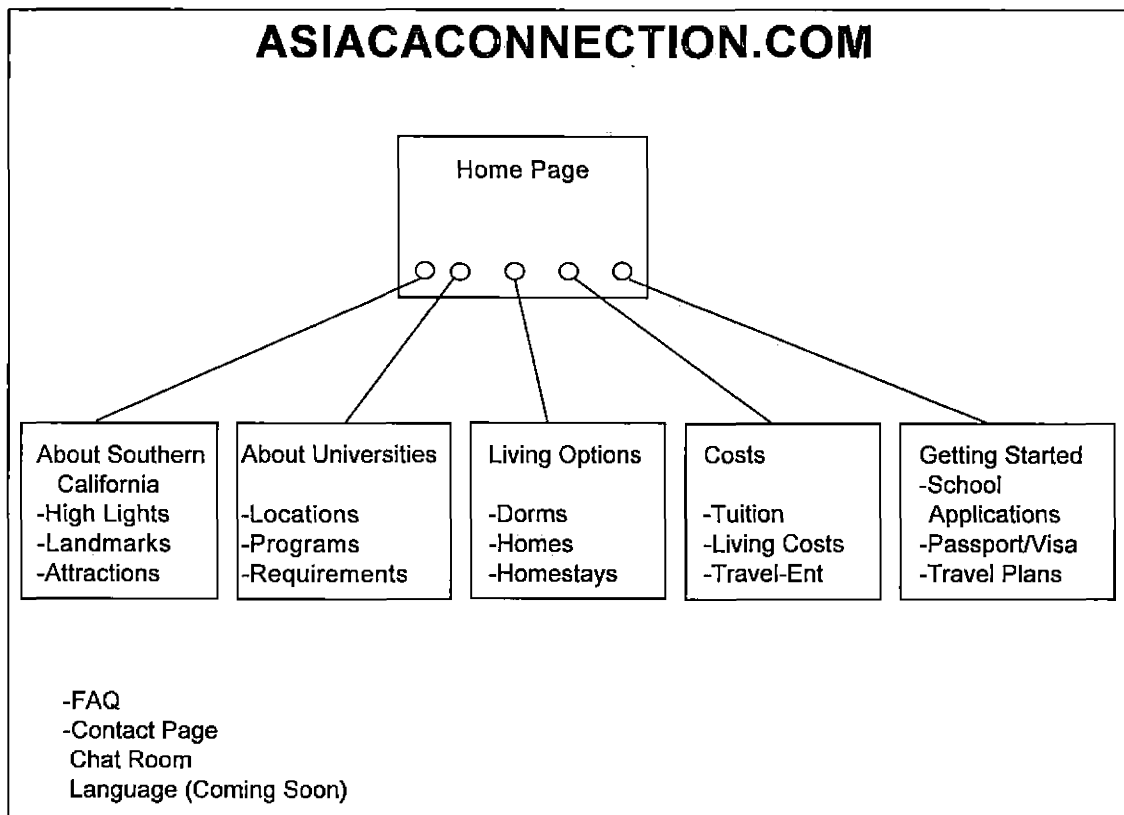 ASIACACONNECTION.COM
Home Page
About Southern
California
-High Lights
-Landmarks
-Attractions
About Universities
-Locations
-Programs
-Requirements
Living Options
-Dorms
-Homes
-Homestays
Costs
-Tuition
-Living Costs
-Travel-Ent
Getting Started
-School
Applications
-Passport/Visa
-Travel Plans
-FAQ
-Contact Page
Chat Room
Language (Coming Soon)